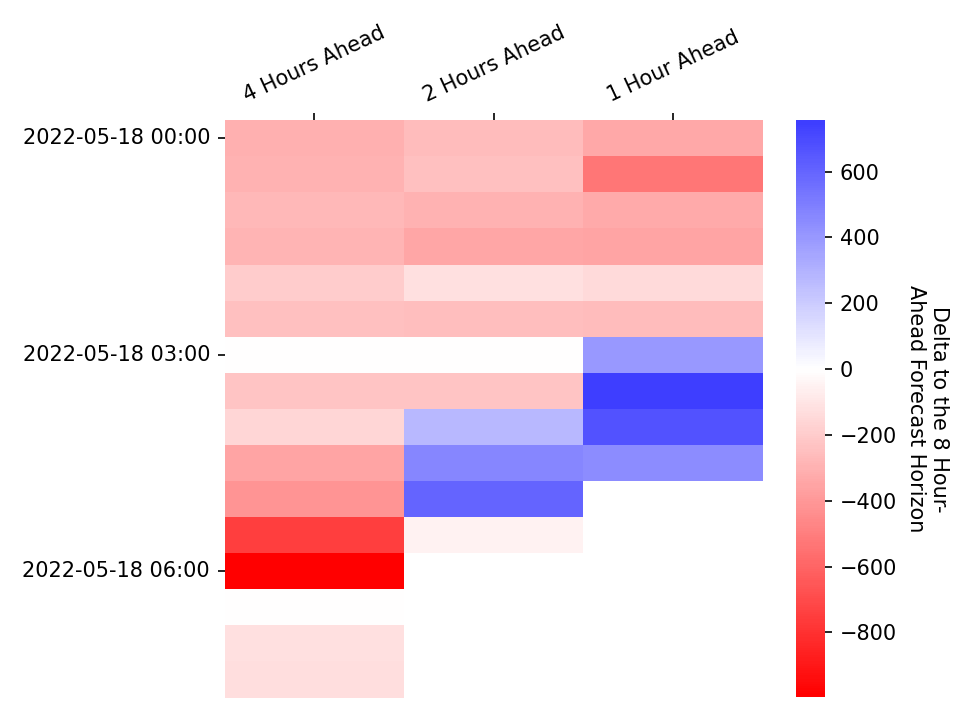 4 Hours Ahead
2 Hours Ahead
1 Hour Ahead
2022-05-18 00:00
2022-05-18 03:00
2022-05-18 06:00
600
400
200
0
−200
−400
−600
−800
Delta to the 8 Hour-
Ahead Forecast Horizon